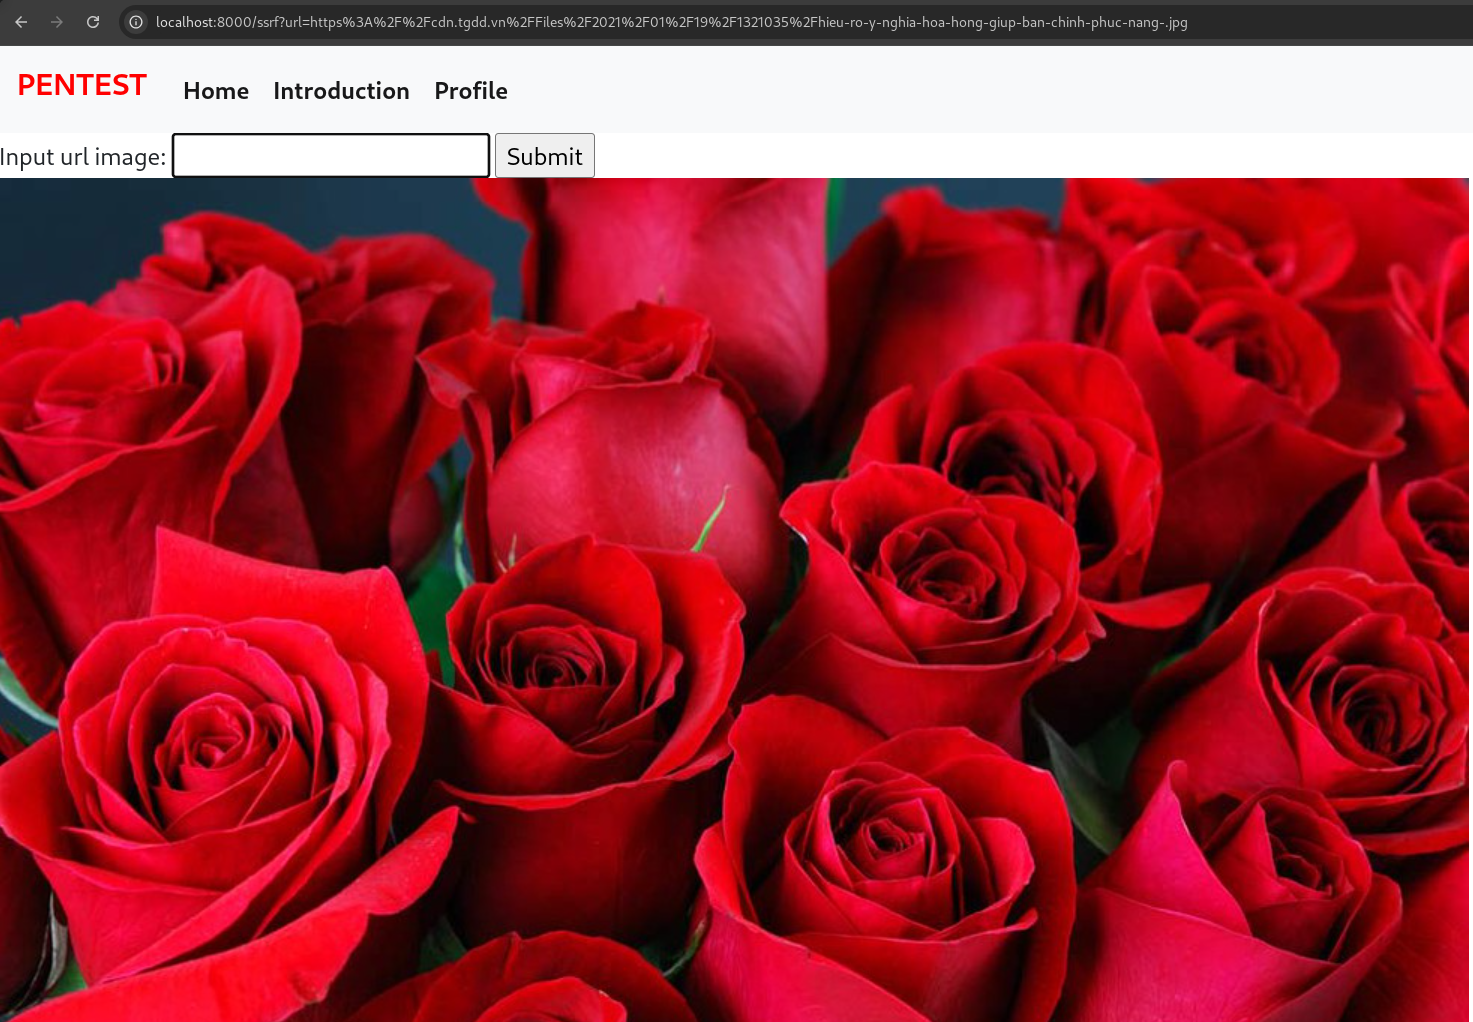 localhost:8000/ssrf?url=https%3A%2F%2Fcdn.tgdd.vn%2FFiles%2F2021%2F01%2F19%2F1321035%2Fhieu-ro-y-nghia-hoa-hong-giup-ban-chinh-phuc-nang-.jpg
PENTEST Home Introduction Profile
Input url image: Submit